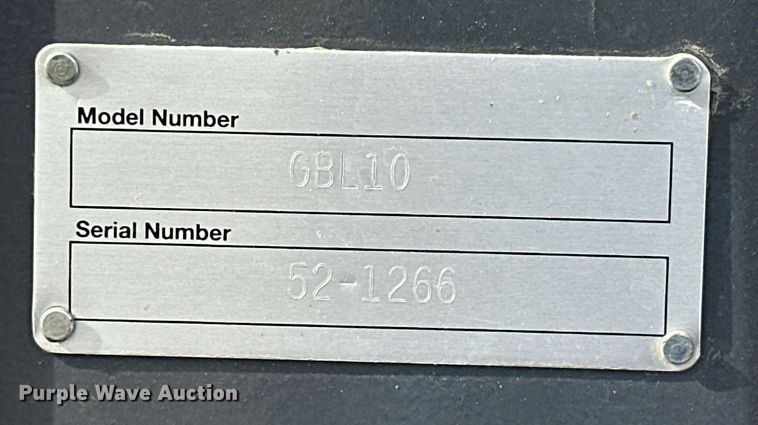 Model Number
GBL10
Serial Number
52-1266
Purple Wave Auction